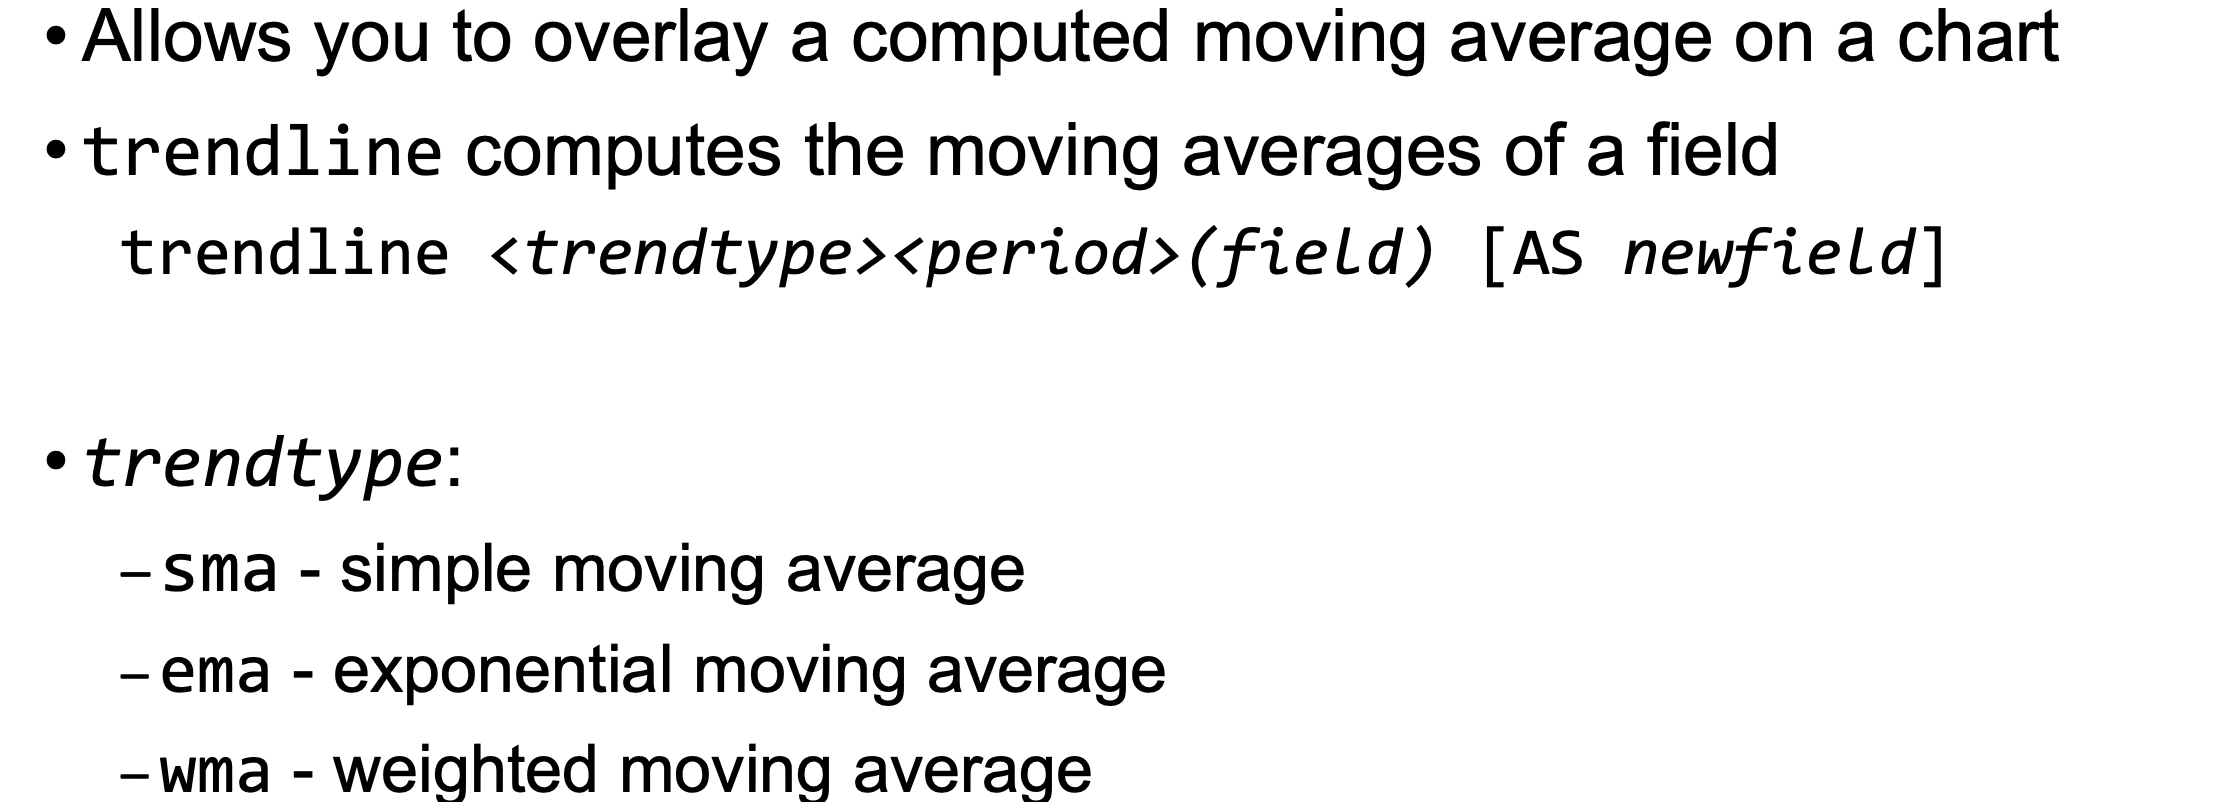 • Allows you to overlay a computed moving average on a chart
• trendline computes the moving averages of a field
trendline <trendtype><period>(field) [AS newfield]
• trendtype:
– sma - simple moving average
– ema - exponential moving average
– wma - weighted moving average